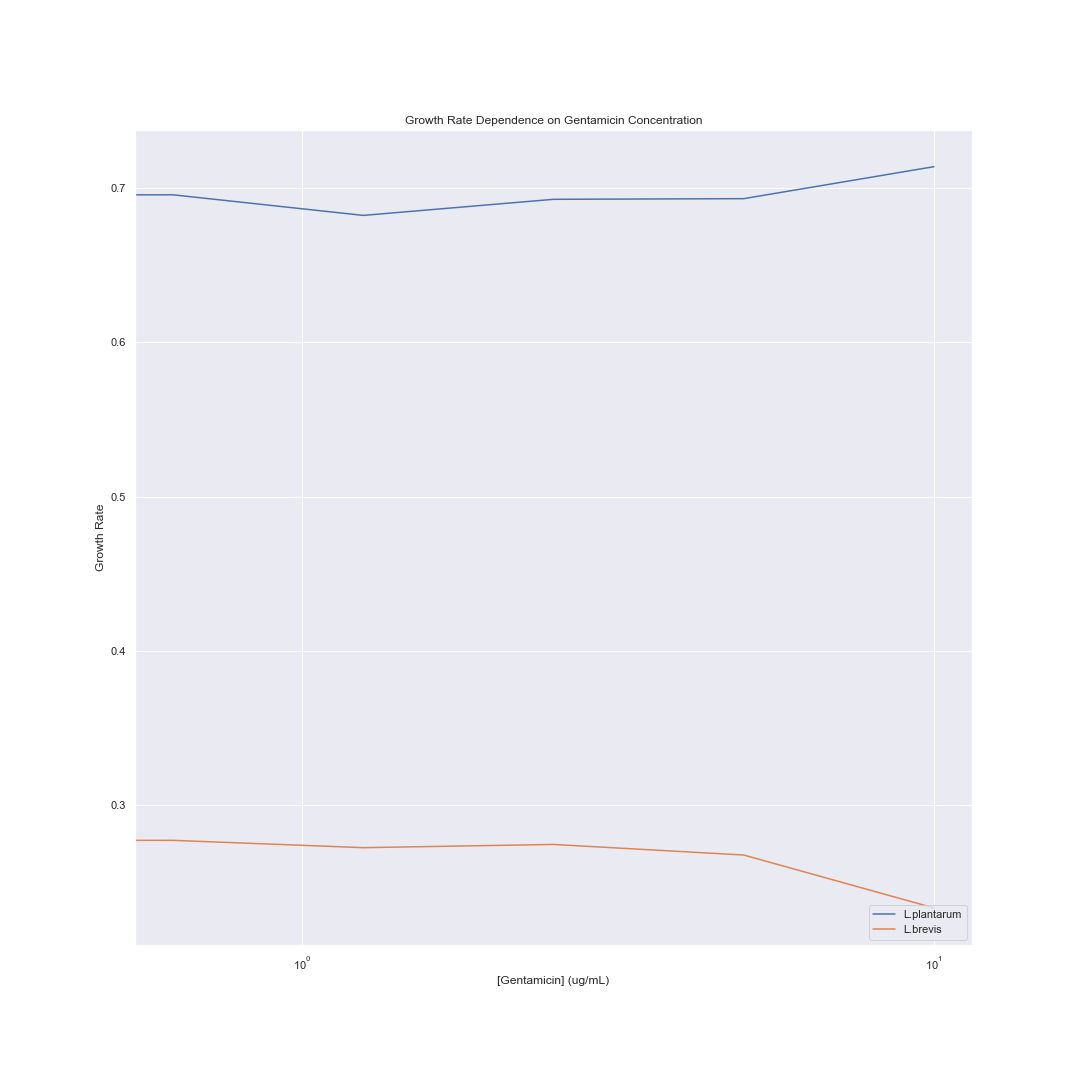 Growth Rate Dependence on Gentamicin Concentration
0.7
0.6
0.5
0.4
0.3
Growth Rate
10⁰
10¹
[Gentamicin] (ug/mL)
L.plantarum
L.brevis